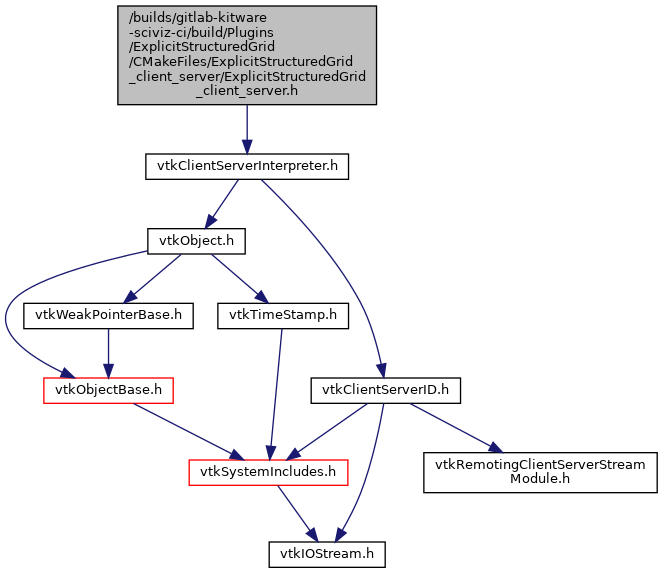 /builds/gitlab-kitware
-sciviz-ci/build/Plugins
/ExplicitStructuredGrid
/CMakeFiles/ExplicitStructuredGrid
_client_server/ExplicitStructuredGrid
_client_server.h
vtkClientServerInterpreter.h
vtkObject.h
vtkWeakPointerBase.h
vtkTimeStamp.h
vtkObjectBase.h
vtkClientServerID.h
vtkSystemIncludes.h
vtkRemotingClientServerStream
Module.h
vtkIOStream.h